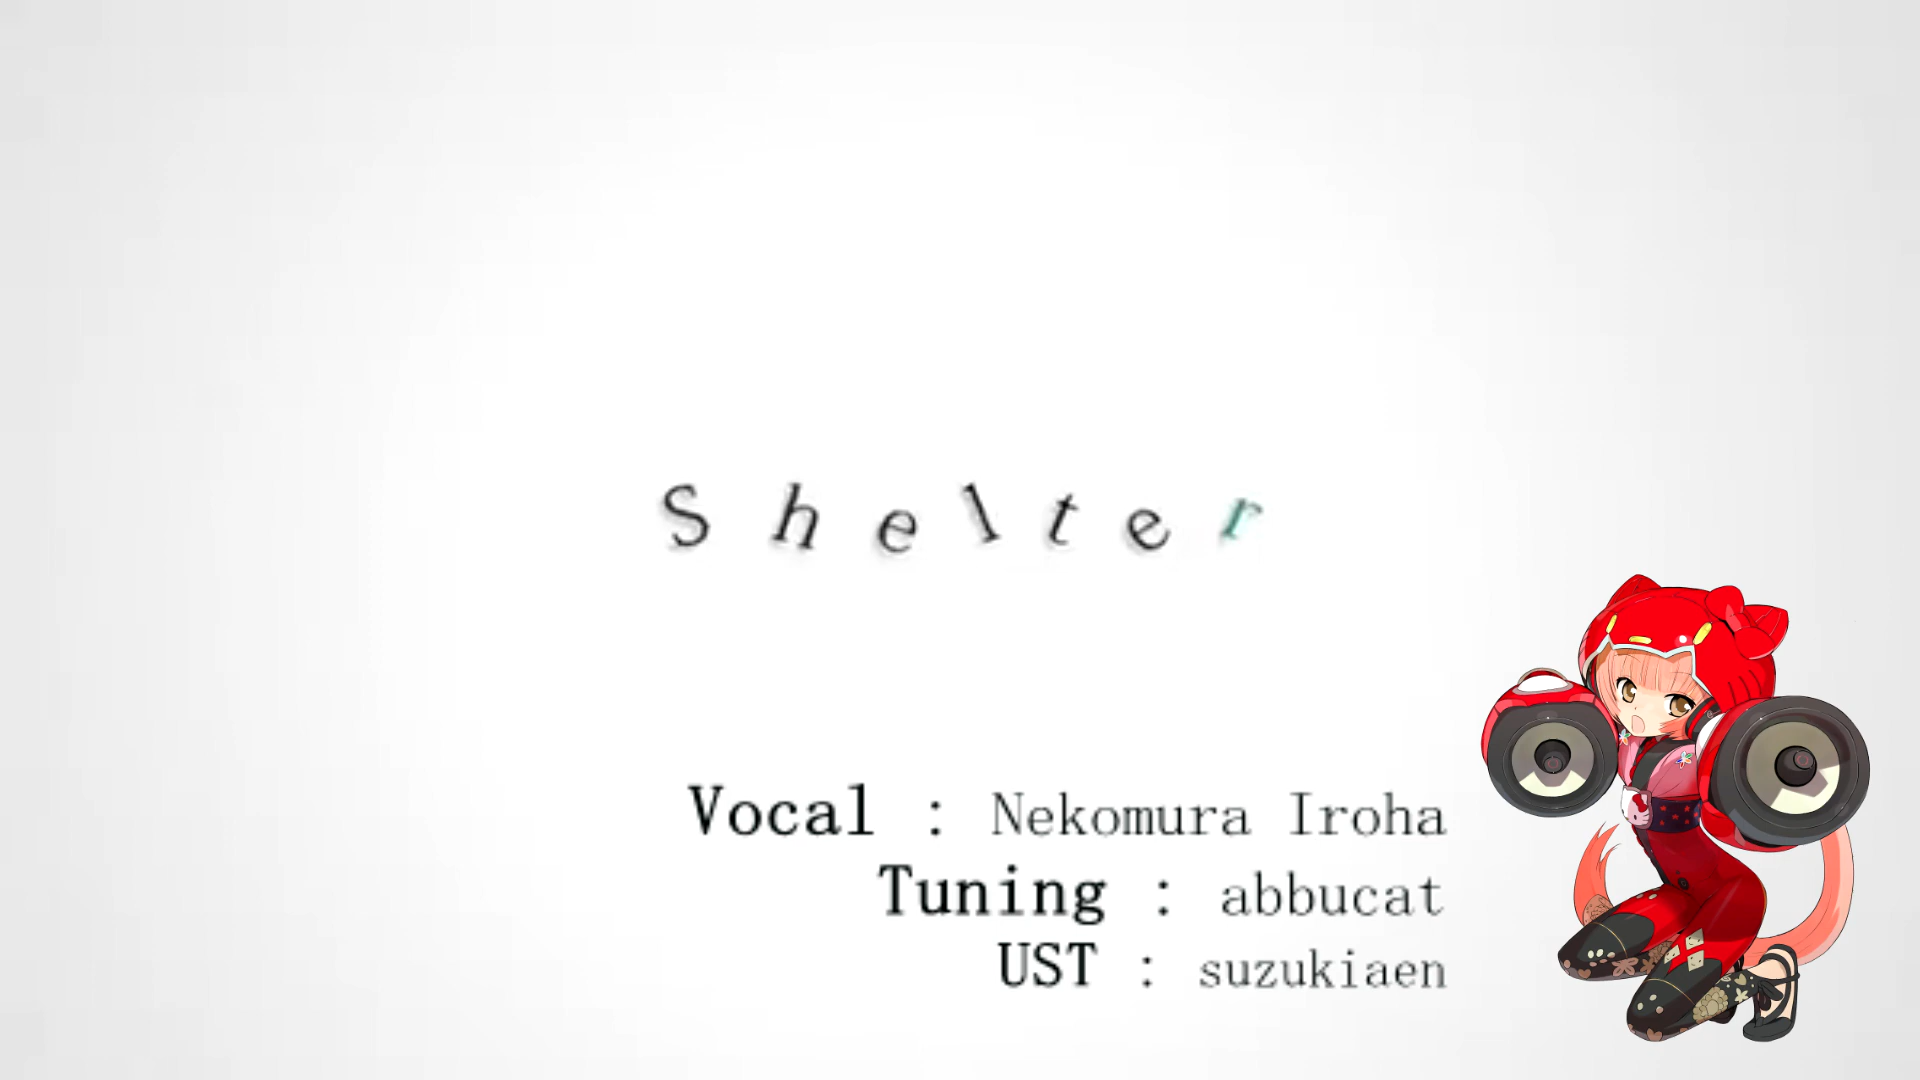 Shelter
Vocal : Nekomura Iroha
Tuning : abbucat
UST : suzukiaen